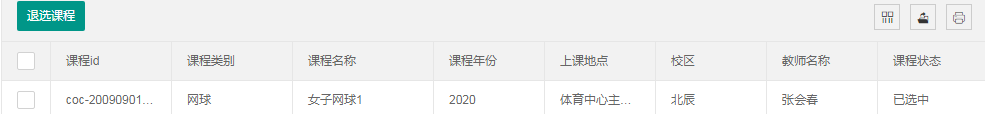 退选课程
课程id 课程类别 课程名称 课程年份 上课地点 校区 教师名称 课程状态
coc-20090901... 网球 女子网球1 2020 体育中心主... 北辰 张会春 已选中